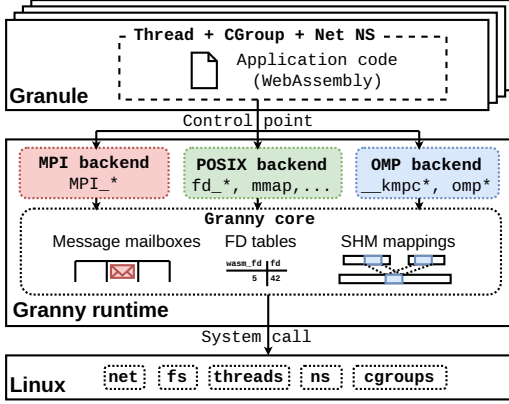 Thread + CGroup + Net NS
Application code
(WebAssembly)
Granule
Control point
MPI backend
MPI_*
POSIX backend
fd_*, mmap,...
OMP backend
__kmpc*, omp*
Granny core
Message mailboxes
FD tables
SHM mappings
wasm_fd fd
5 42
Granny runtime
System call
Linux
net fs threads ns cgroups